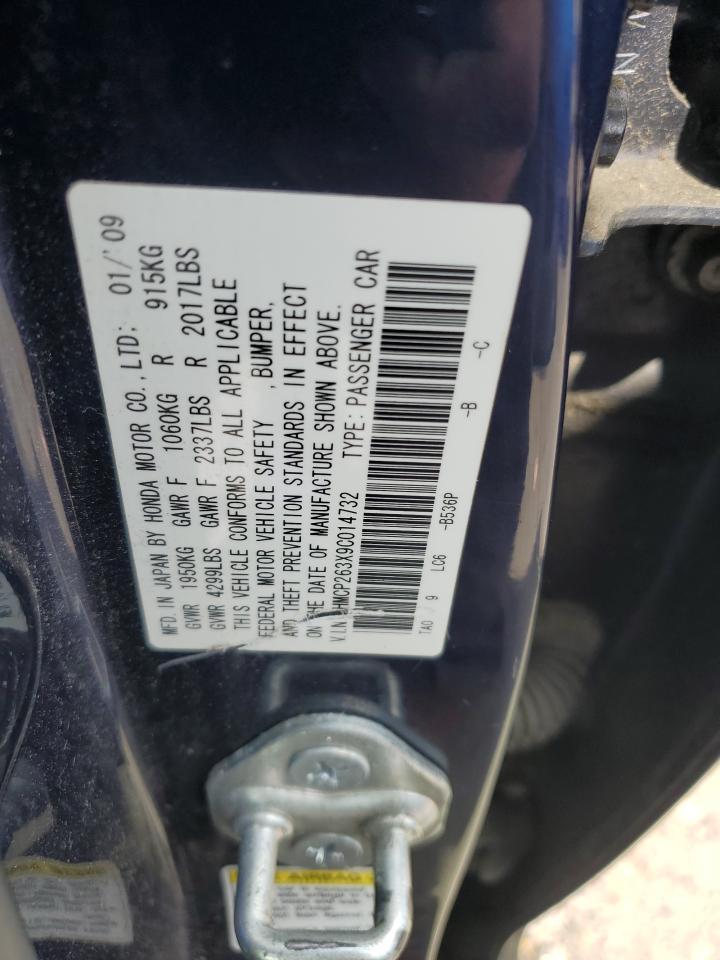 MFD. IN JAPAN BY HONDA MOTOR CO., LTD: 01/'09
GVWR 1950KG GAWR F 1060KG R 915KG
GVWR 4299LBS GAWR F 2337LBS R 2017LBS
THIS VEHICLE CONFORMS TO ALL APPLICABLE
FEDERAL MOTOR VEHICLE SAFETY , BUMPER,
AND THEFT PREVENTION STANDARDS IN EFFECT
ON THE DATE OF MANUFACTURE SHOWN ABOVE.
V.I.N. HMCP263X9C014732 TYPE: PASSENGER CAR
TA0 9 LC6 -B536P -B -C
AIRBAG